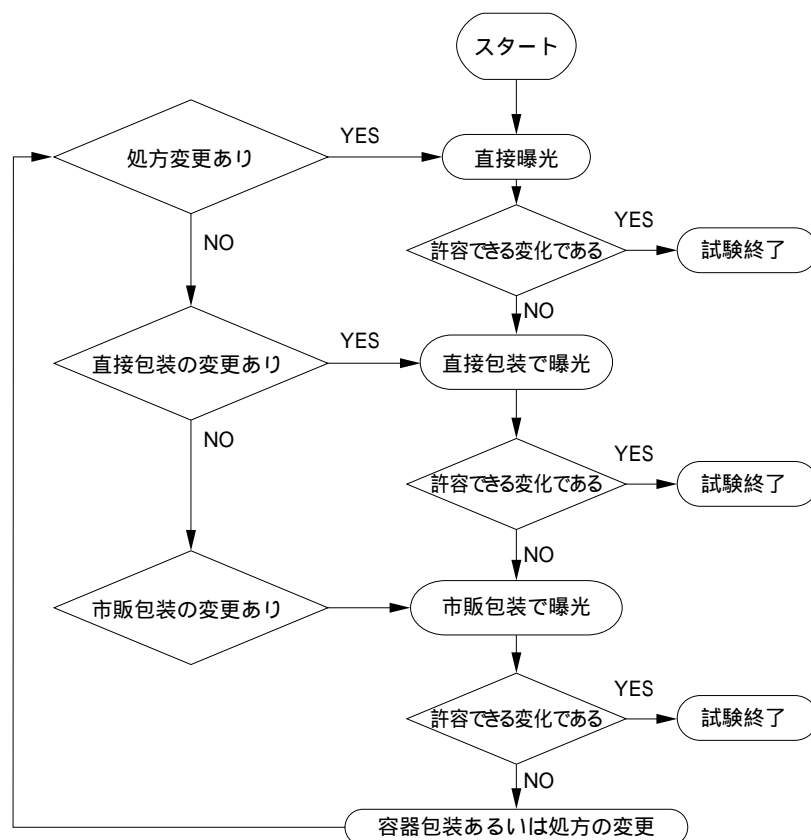 スタート
処方変更あり
YES
直接曝光
NO
許容できる変化である
YES
試験終了
NO
直接包装の変更あり
YES
直接包装で曝光
NO
許容できる変化である
YES
試験終了
NO
市販包装の変更あり
市販包装で曝光
許容できる変化である
YES
試験終了
NO
容器包装あるいは処方の変更